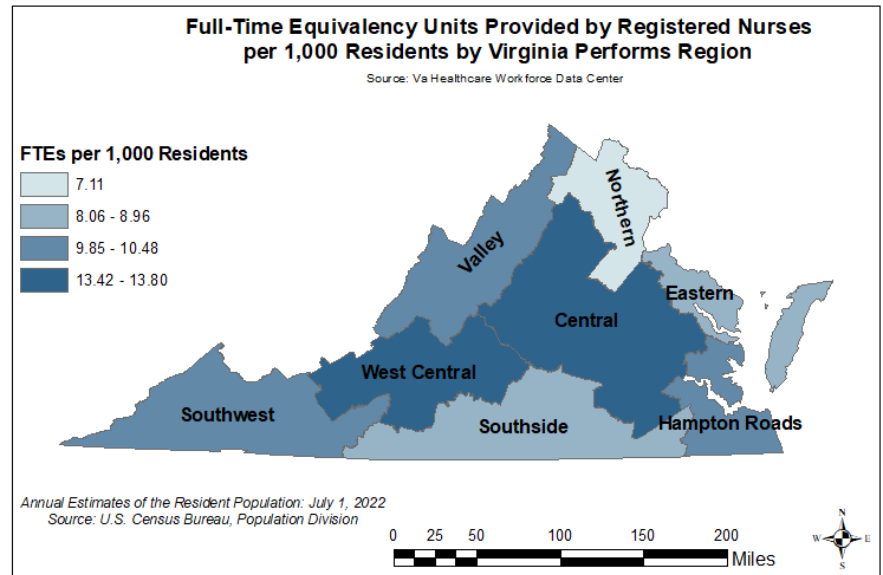 Full-Time Equivalency Units Provided by Registered Nurses
per 1,000 Residents by Virginia Performs Region
Source: Va Healthcare Workforce Data Center
FTEs per 1,000 Residents
7.11
8.06 - 8.96
9.85 - 10.48
13.42 - 13.80
Northern
Valley
Eastern
Central
West Central
Southwest
Southside
Hampton Roads
Annual Estimates of the Resident Population: July 1, 2022
Source: U.S. Census Bureau, Population Division
0 25 50 100 150 200
Miles
N
W E
S